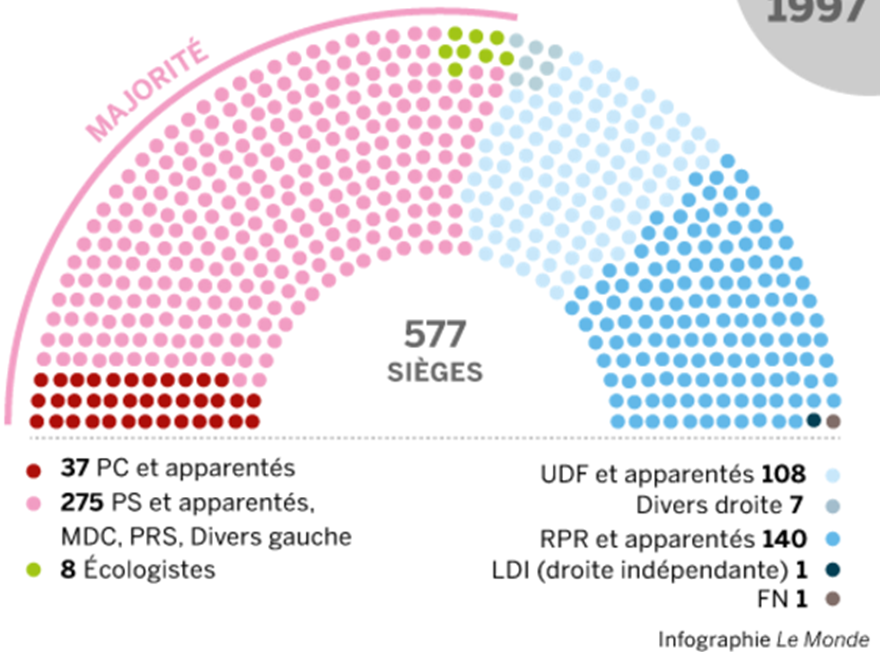 1997
MAJORITÉ
577
SIÈGES
37 PC et apparentés
275 PS et apparentés,
MDC, PRS, Divers gauche
8 Écologistes
UDF et apparentés 108
Divers droite 7
RPR et apparentés 140
LDI (droite indépendante) 1
FN 1
Infographie Le Monde